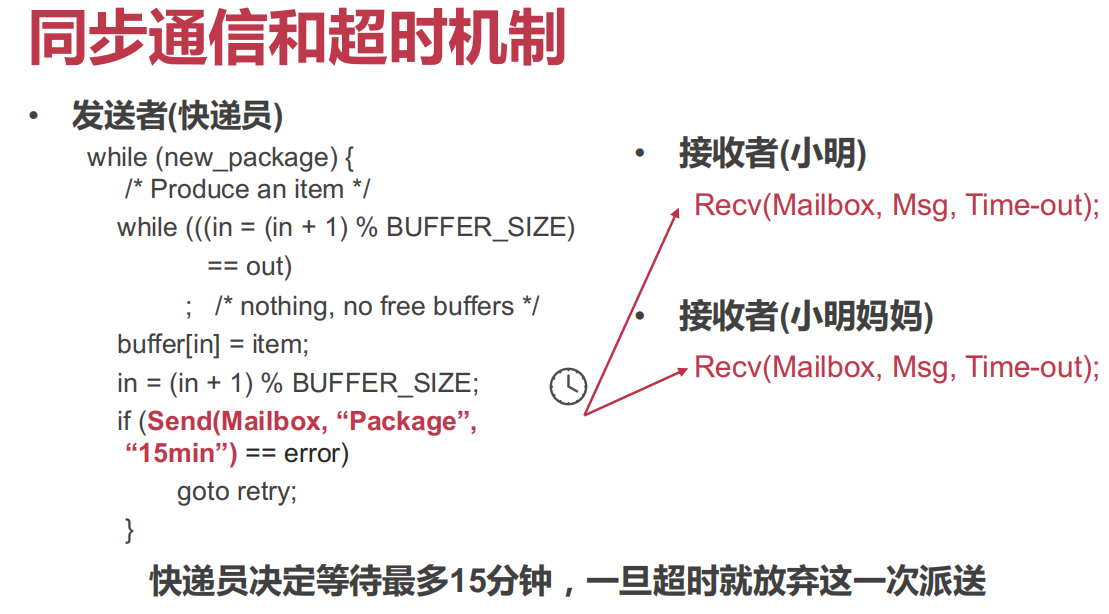 同步通信和超时机制
• 发送者(快递员)
while (new_package) {
/* Produce an item */
while (((in = (in + 1) % BUFFER_SIZE)
== out)
; /* nothing, no free buffers */
buffer[in] = item;
in = (in + 1) % BUFFER_SIZE;
if (Send(Mailbox, “Package”,
“15min”) == error)
goto retry;
}
• 接收者(小明)
Recv(Mailbox, Msg, Time-out);
• 接收者(小明妈妈)
Recv(Mailbox, Msg, Time-out);
快递员决定等待最多15分钟，一旦超时就放弃这一次派送